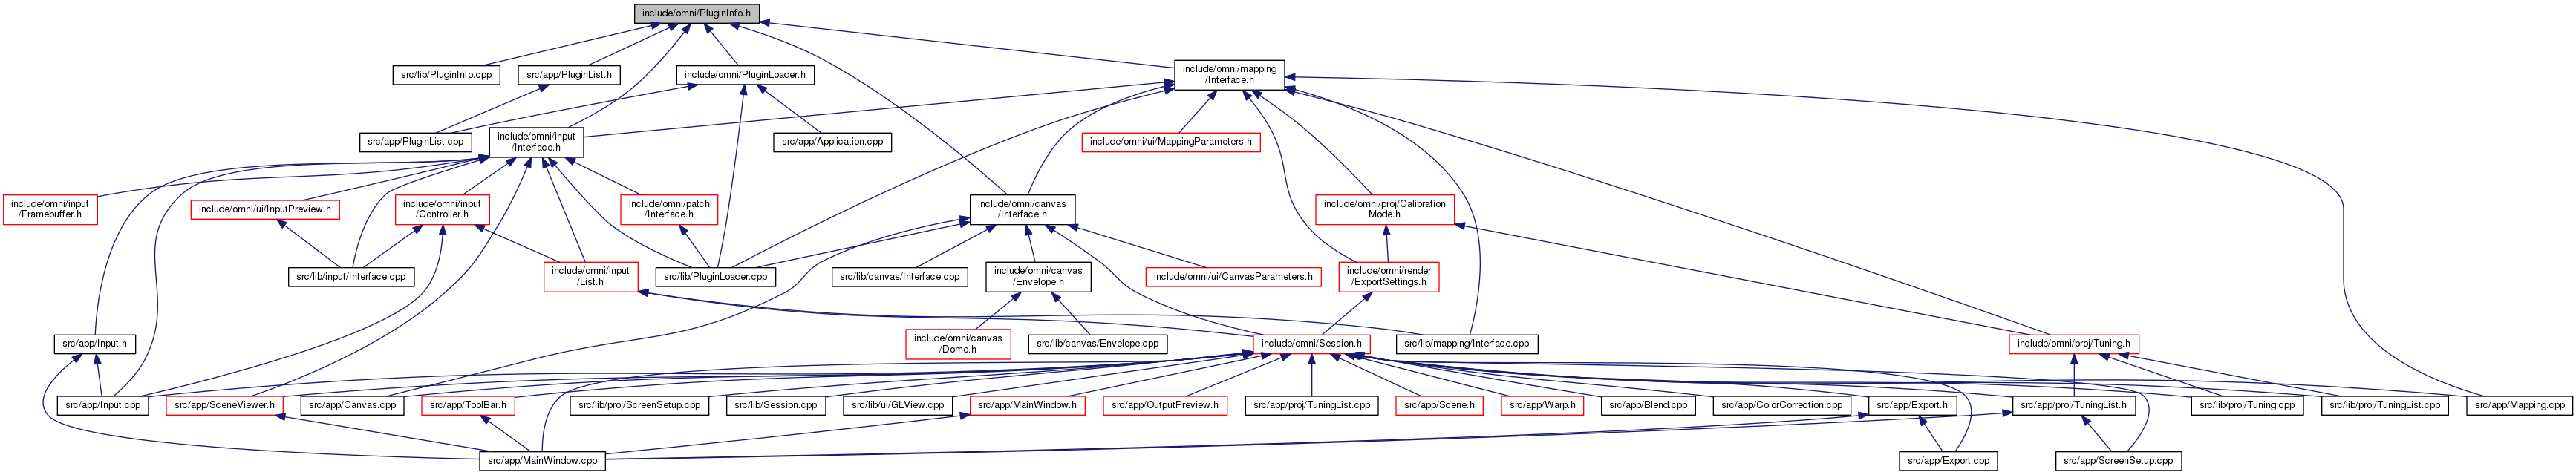 include/omni/PluginInfo.h
src/lib/PluginInfo.cpp
src/app/PluginList.h
include/omni/PluginLoader.h
include/omni/mapping
/Interface.h
src/app/PluginList.cpp
include/omni/input
/Interface.h
src/app/Application.cpp
include/omni/ui/MappingParameters.h
include/omni/input
/Framebuffer.h
include/omni/ui/InputPreview.h
include/omni/input
/Controller.h
include/omni/patch
/Interface.h
include/omni/canvas
/Interface.h
include/omni/proj/Calibration
Mode.h
src/lib/input/Interface.cpp
include/omni/input
/List.h
src/lib/PluginLoader.cpp
src/lib/canvas/Interface.cpp
include/omni/canvas
/Envelope.h
include/omni/ui/CanvasParameters.h
include/omni/render
/ExportSettings.h
src/app/Input.h
include/omni/canvas
/Dome.h
src/lib/canvas/Envelope.cpp
include/omni/Session.h
src/lib/mapping/Interface.cpp
include/omni/proj/Tuning.h
src/app/Input.cpp
src/app/SceneViewer.h
src/app/Canvas.cpp
src/app/ToolBar.h
src/lib/proj/ScreenSetup.cpp
src/lib/Session.cpp
src/lib/ui/GLView.cpp
src/app/MainWindow.h
src/app/OutputPreview.h
src/app/proj/TuningList.cpp
src/app/Scene.h
src/app/Warp.h
src/app/Blend.cpp
src/app/ColorCorrection.cpp
src/app/Export.h
src/app/proj/TuningList.h
src/lib/proj/Tuning.cpp
src/lib/proj/TuningList.cpp
src/app/Mapping.cpp
src/app/MainWindow.cpp
src/app/Export.cpp
src/app/ScreenSetup.cpp